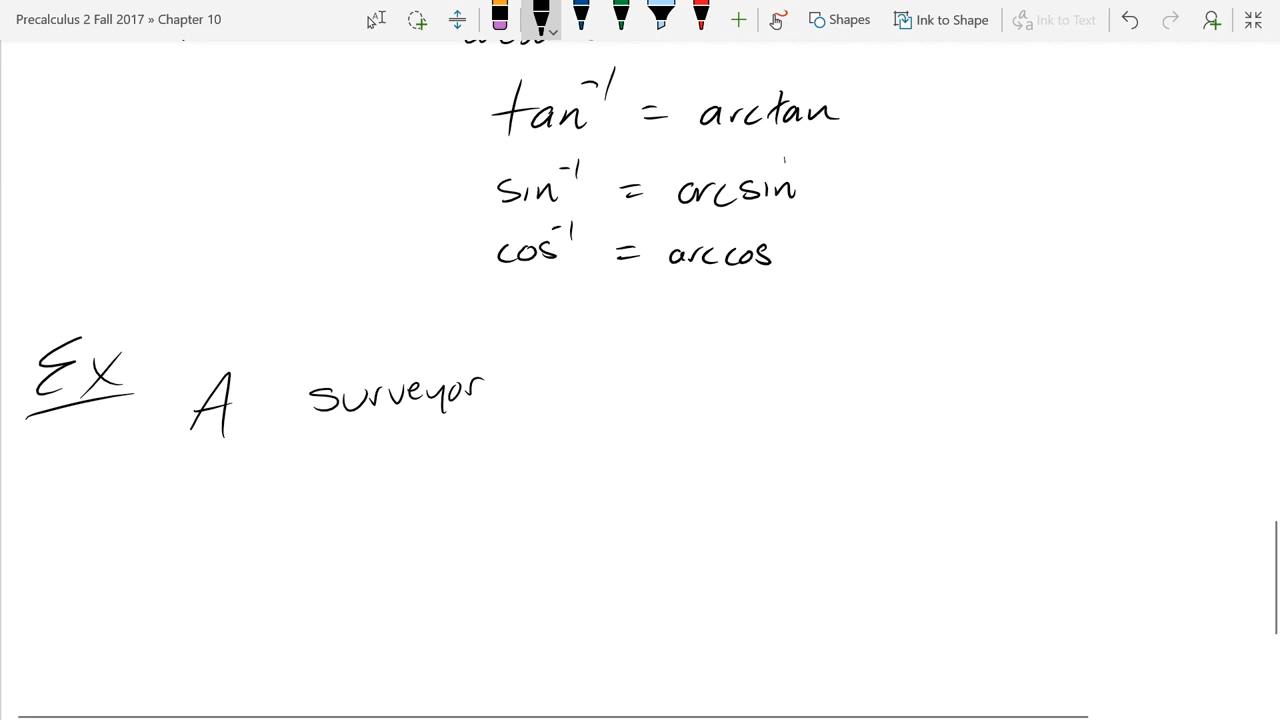 Precalculus 2 Fall 2017 » Chapter 10
Shapes
Ink to Shape
Ink to Text
tan⁻¹ = arctan
sin⁻¹ = arcsin
cos⁻¹ = arccos
Ex A surveyor